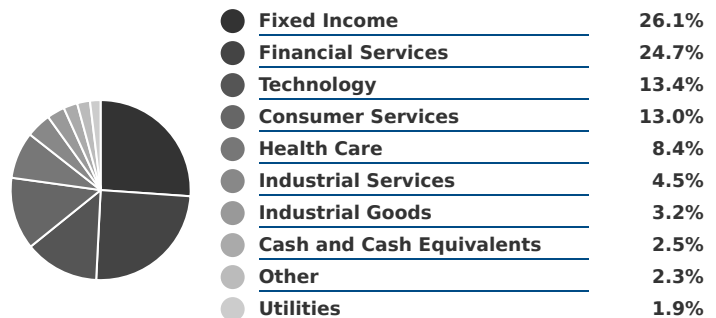 Fixed Income 26.1%
Financial Services 24.7%
Technology 13.4%
Consumer Services 13.0%
Health Care 8.4%
Industrial Services 4.5%
Industrial Goods 3.2%
Cash and Cash Equivalents 2.5%
Other 2.3%
Utilities 1.9%